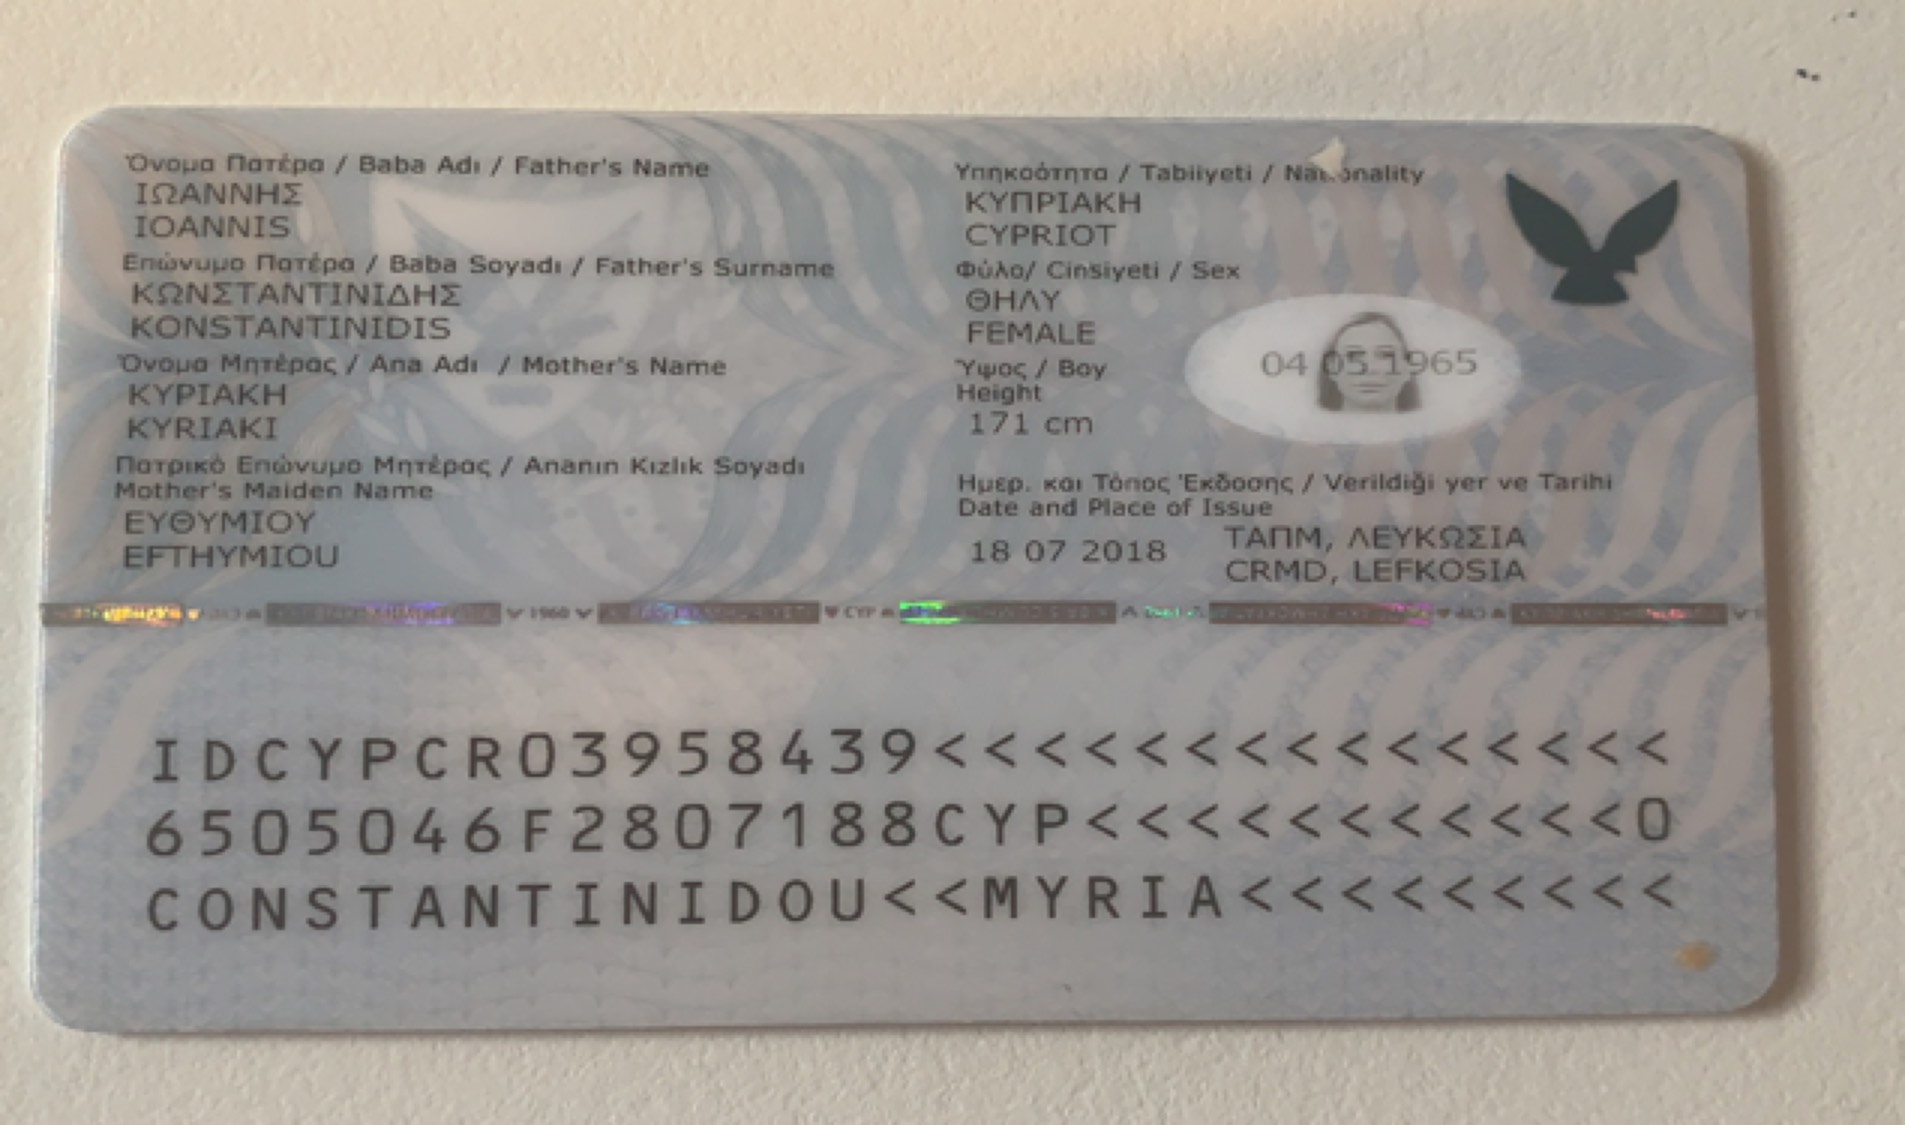 Όνομα Πατέρα / Baba Adı / Father's Name
ΙΩΑΝΝΗΣ
IOANNIS
Επώνυμο Πατέρα / Baba Soyadı / Father's Surname
ΚΩΝΣΤΑΝΤΙΝΙΔΗΣ
KONSTANTINIDIS
Όνομα Μητέρας / Ana Adı / Mother's Name
ΚΥΡΙΑΚΗ
KYRIAKI
Πατρικό Επώνυμο Μητέρας / Ananın Kızlık Soyadı
Mother's Maiden Name
ΕΥΘΥΜΙΟΥ
EFTHYMIOU
Υπηκοότητα / Tabiiyeti / Nationality
ΚΥΠΡΙΑΚΗ
CYPRIOT
Φύλο/ Cinsiyeti / Sex
ΘΗΛΥ
FEMALE
Ύψος / Boy
Height
171 cm
04 05 1965
Ημερ. και Τόπος Έκδοσης / Verildiği yer ve Tarihi
Date and Place of Issue
18 07 2018
ΤΑΠΜ, ΛΕΥΚΩΣΙΑ
CRMD, LEFKOSIA
1960
CYP
IDCYPCR03958439<<<<<<<<<<<<<<<
6505046F2807188CYP<<<<<<<<<<<0
CONSTANTINIDOU<<MYRIA<<<<<<<<<